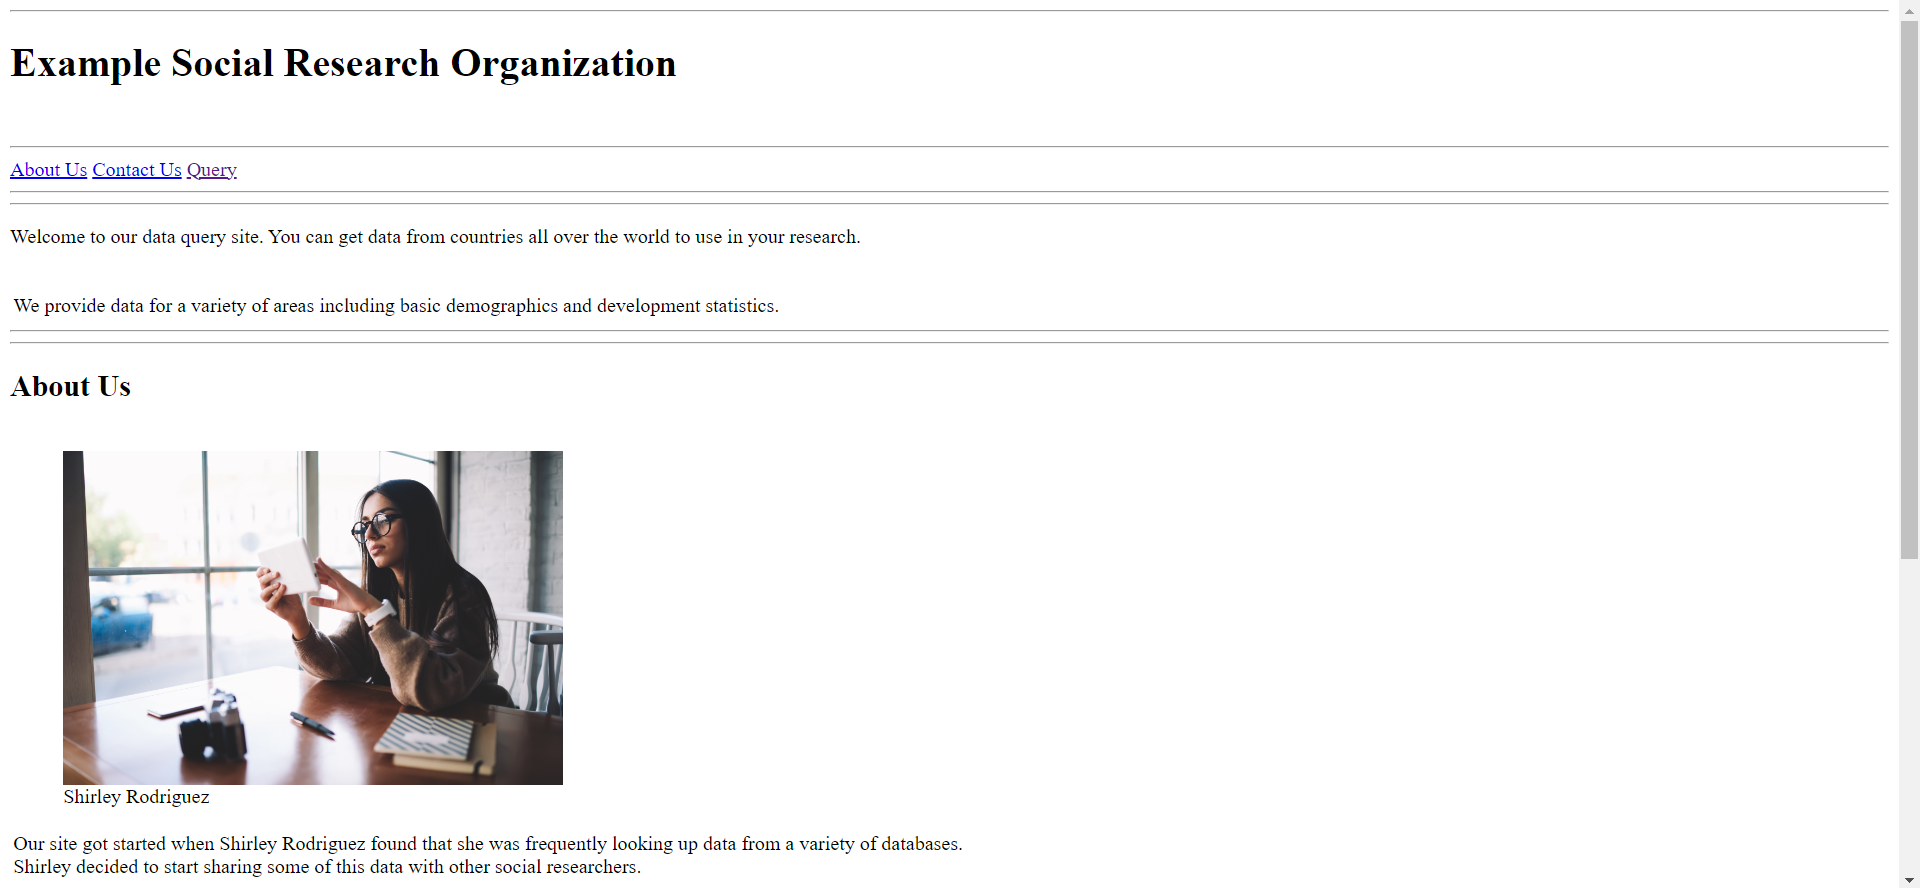 Example Social Research Organization
About Us Contact Us Query
Welcome to our data query site. You can get data from countries all over the world to use in your research.
We provide data for a variety of areas including basic demographics and development statistics.
About Us
Shirley Rodriguez
Our site got started when Shirley Rodriguez found that she was frequently looking up data from a variety of databases.
Shirley decided to start sharing some of this data with other social researchers.